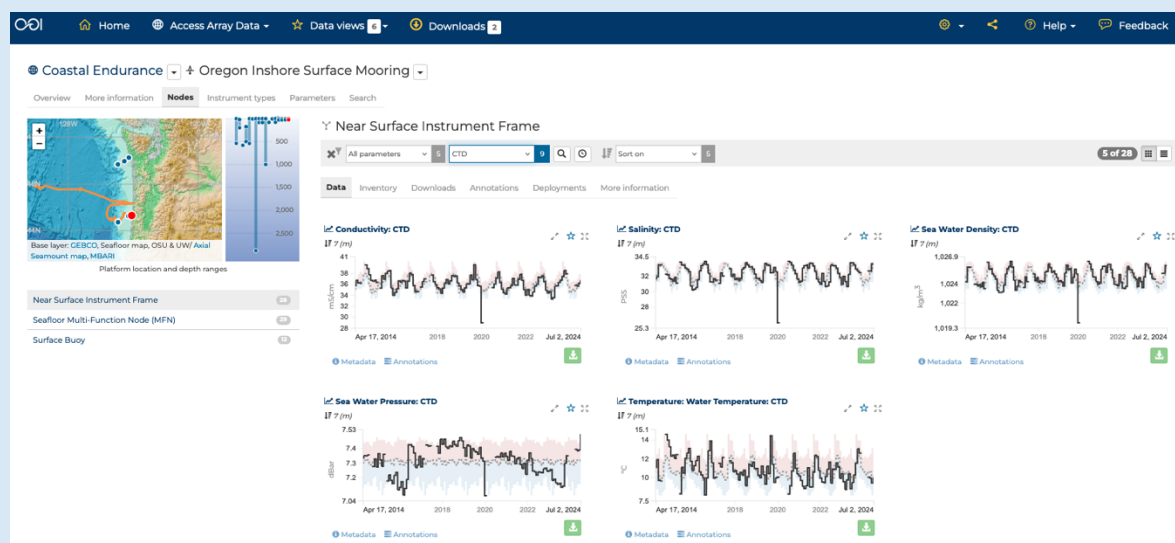 OOI Home Access Array Data Data views 6 Downloads 2 Help Feedback
Coastal Endurance Oregon Inshore Surface Mooring
Overview More information Nodes Instrument types Parameters Search
+
−
128W
500
1,000
1,500
2,000
2,500
Base layer: GEBCO, Seafloor map, OSU & UW/ Axial
Seamount map, MBARI
Platform location and depth ranges
Near Surface Instrument Frame 28
Seafloor Multi-Function Node (MFN) 28
Surface Buoy 12
Near Surface Instrument Frame
All parameters 5 CTD 9 Sort on 5 5 of 28
Data Inventory Downloads Annotations Deployments More information
Conductivity: CTD
7 (m)
41
38
36
34
32
30
28
mS/cm
Apr 17, 2014 2018 2020 2022 Jul 2, 2024
Metadata Annotations
Salinity: CTD
7 (m)
34.5
32
30
28
25.3
PSS
Apr 17, 2014 2018 2020 2022 Jul 2, 2024
Metadata Annotations
Sea Water Density: CTD
7 (m)
1,026.9
1,024
1,022
1,019.3
kg/m³
Apr 17, 2014 2018 2020 2022 Jul 2, 2024
Metadata Annotations
Sea Water Pressure: CTD
7 (m)
7.53
7.4
7.3
7.2
7.04
dBar
Apr 17, 2014 2018 2020 2022 Jul 2, 2024
Metadata Annotations
Temperature: Water Temperature: CTD
7 (m)
15.1
14
12
10
7.5
°C
Apr 17, 2014 2018 2020 2022 Jul 2, 2024
Metadata Annotations